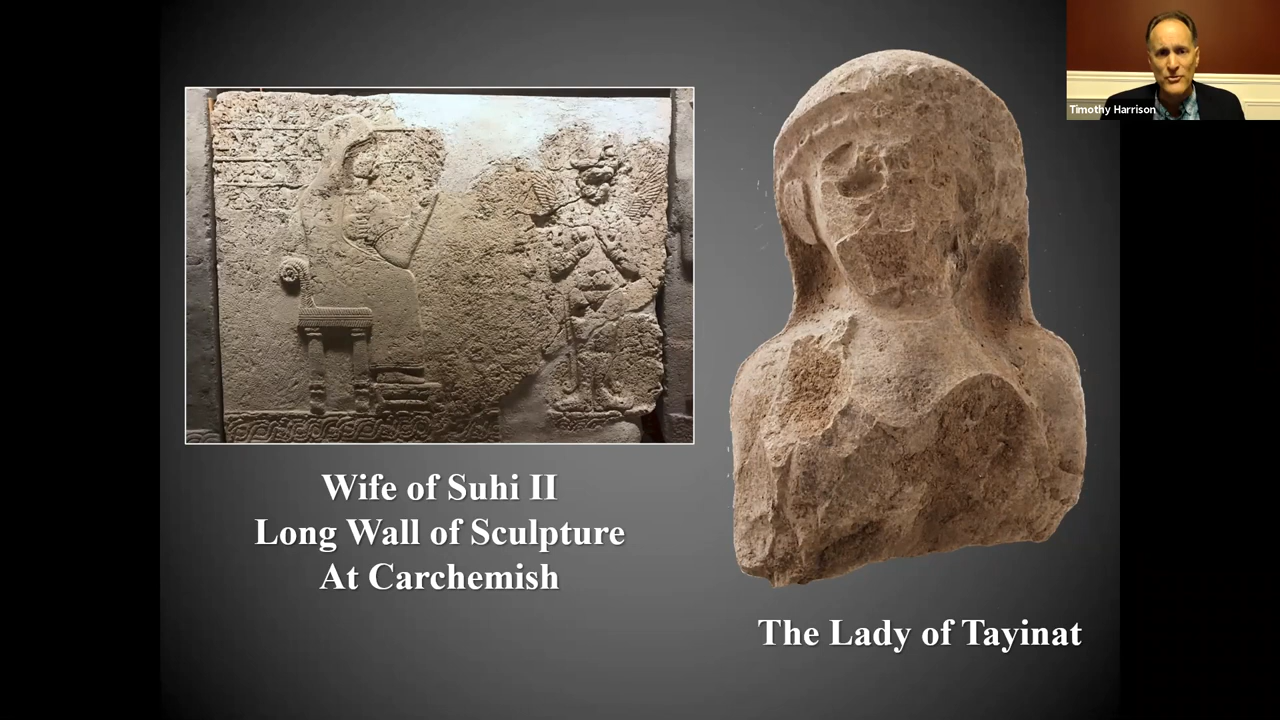 Timothy Harrison
Wife of Suhi II
Long Wall of Sculpture
At Carchemish
The Lady of Tayinat